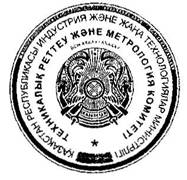 ҚАЗАҚСТАН РЕСПУБЛИКАСЫ ИНДУСТРИЯ ЖӘНЕ ЖАҢА ТЕХНОЛОГИЯЛАР МИНИСТРЛІГІ
ТЕХНИКАЛЫҚ РЕТТЕУ ЖӘНЕ МЕТРОЛОГИЯ КОМИТЕТІ